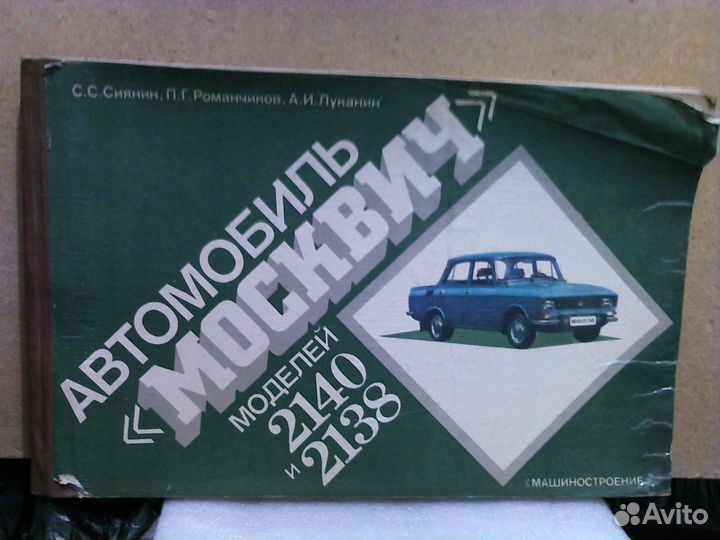 С.С.Сиянин, П.Г.Романчиков, А.И.Луканин
АВТОМОБИЛЬ
«МОСКВИЧ»
МОДЕЛЕЙ
2140
и 2138
«МАШИНОСТРОЕНИЕ
Avito